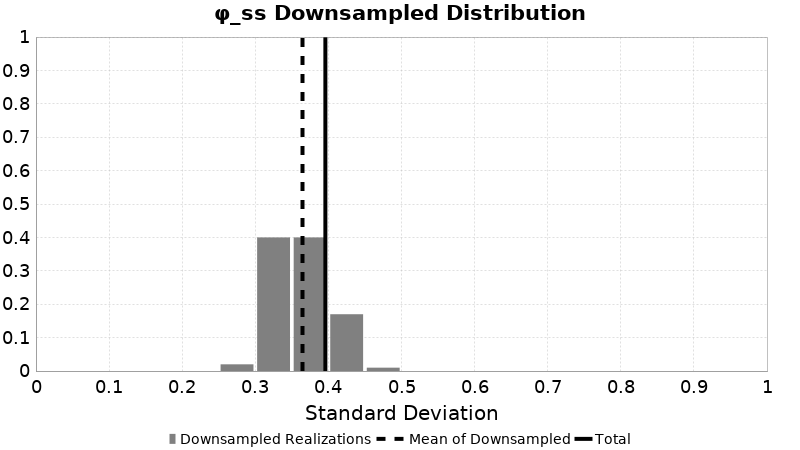 φ_ss Downsampled Distribution
1
0.9
0.8
0.7
0.6
0.5
0.4
0.3
0.2
0.1
0
0 0.1 0.2 0.3 0.4 0.5 0.6 0.7 0.8 0.9 1
Standard Deviation
Downsampled Realizations Mean of Downsampled Total